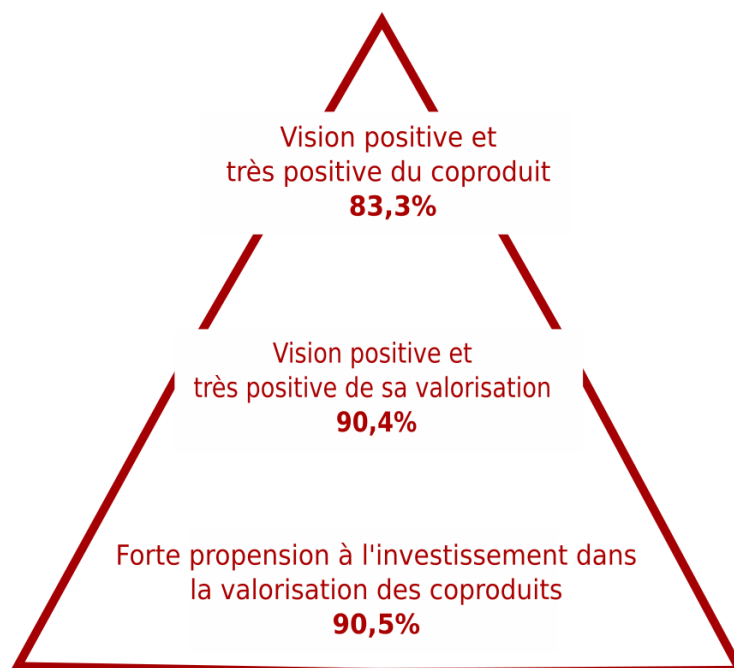 Vision positive et
très positive du coproduit
83,3%
Vision positive et
très positive de sa valorisation
90,4%
Forte propension à l'investissement dans
la valorisation des coproduits
90,5%